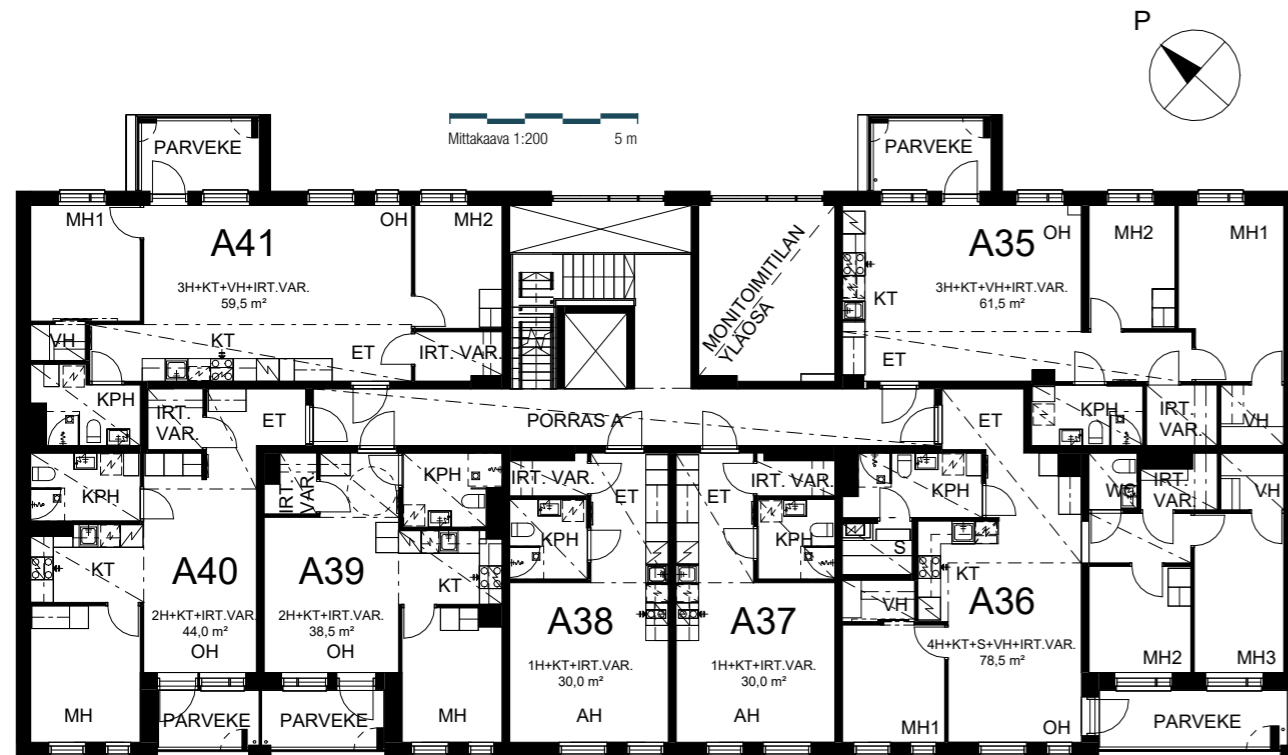 P
Mittakaava 1:200 5 m
PARVEKE
PARVEKE
MH1
A41
OH
MH2
3H+KT+VH+IRT.VAR.
59,5 m²
VH
KT
ET
IRT. VAR.
KPH
MONITOIMITILAN
YLÄOSA
A35
OH
MH2
MH1
3H+KT+VH+IRT.VAR.
61,5 m²
KT
ET
KPH
IRT.
VAR.
VH
PORRAS A
IRT.
VAR.
ET
KPH
KT
A40
2H+KT+IRT.VAR.
44,0 m²
OH
MH
PARVEKE
IRT.
VAR.
KPH
KT
A39
2H+KT+IRT.VAR.
38,5 m²
OH
MH
PARVEKE
IRT. VAR.
ET
KPH
A38
1H+KT+IRT.VAR.
30,0 m²
AH
ET
IRT. VAR.
KPH
A37
1H+KT+IRT.VAR.
30,0 m²
AH
ET
KPH
S
VH
KT
A36
4H+KT+S+VH+IRT.VAR.
78,5 m²
MH1
OH
WC
IRT.
VAR.
VH
MH2
MH3
PARVEKE